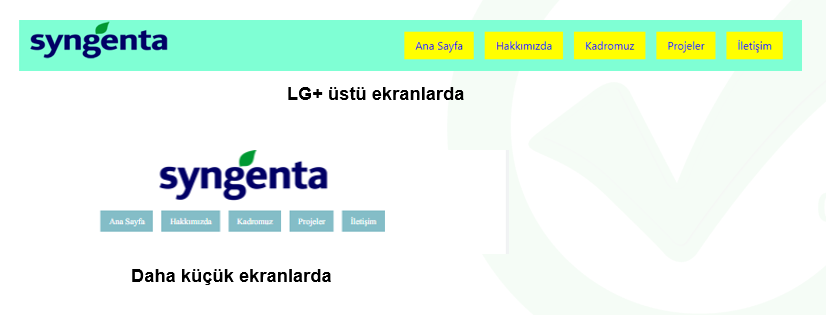 syngenta
Ana Sayfa Hakkımızda Kadromuz Projeler İletişim
LG+ üstü ekranlarda
syngenta
Ana Sayfa Hakkımızda Kadromuz Projeler İletişim
Daha küçük ekranlarda